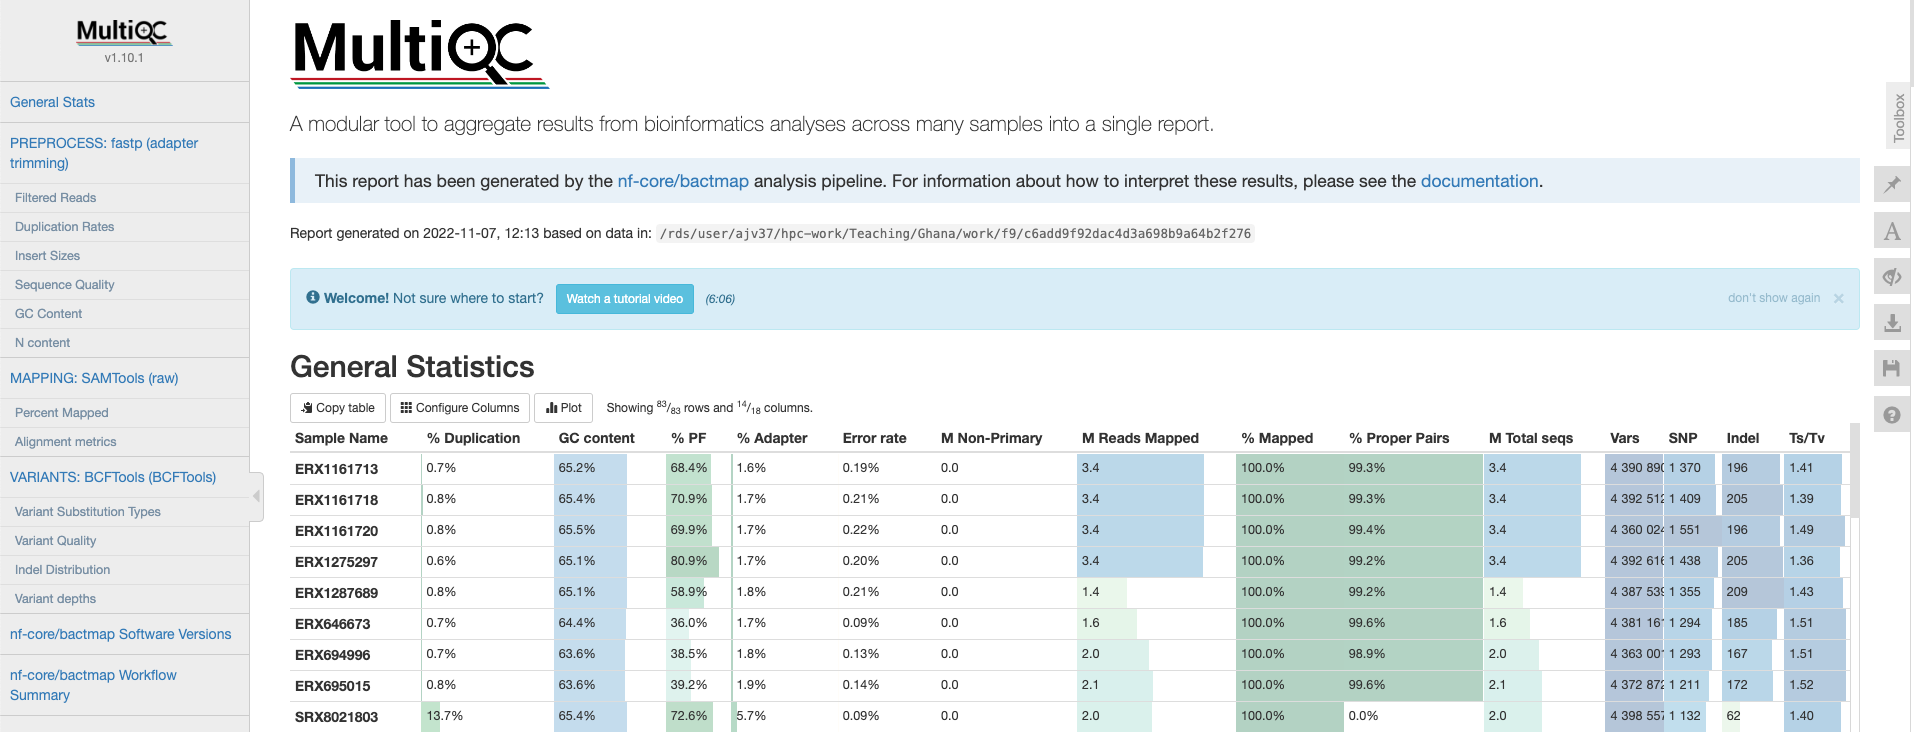 MultiQC
v1.10.1
General Stats
PREPROCESS: fastp (adapter
trimming)
Filtered Reads
Duplication Rates
Insert Sizes
Sequence Quality
GC Content
N content
MAPPING: SAMTools (raw)
Percent Mapped
Alignment metrics
VARIANTS: BCFTools (BCFTools)
Variant Substitution Types
Variant Quality
Indel Distribution
Variant depths
nf-core/bactmap Software Versions
nf-core/bactmap Workflow
Summary
MultiQC
A modular tool to aggregate results from bioinformatics analyses across many samples into a single report.
This report has been generated by the nf-core/bactmap analysis pipeline. For information about how to interpret these results, please see the documentation.
Report generated on 2022-11-07, 12:13 based on data in: /rds/user/ajv37/hpc-work/Teaching/Ghana/work/f9/c6add9f92dac4d3a698b9a64b2f276
Welcome! Not sure where to start? Watch a tutorial video (6:06) don't show again ×
General Statistics
Copy table Configure Columns Plot Showing 83/83 rows and 14/18 columns.
Sample Name % Duplication GC content % PF % Adapter Error rate M Non-Primary M Reads Mapped % Mapped % Proper Pairs M Total seqs Vars SNP Indel Ts/Tv
ERX1161713 0.7% 65.2% 68.4% 1.6% 0.19% 0.0 3.4 100.0% 99.3% 3.4 4 390 890 1 370 196 1.41
ERX1161718 0.8% 65.4% 70.9% 1.7% 0.21% 0.0 3.4 100.0% 99.3% 3.4 4 392 512 1 409 205 1.39
ERX1161720 0.8% 65.5% 69.9% 1.7% 0.22% 0.0 3.4 100.0% 99.4% 3.4 4 360 024 1 551 196 1.49
ERX1275297 0.6% 65.1% 80.9% 1.7% 0.20% 0.0 3.4 100.0% 99.2% 3.4 4 392 616 1 438 205 1.36
ERX1287689 0.8% 65.1% 58.9% 1.8% 0.21% 0.0 1.4 100.0% 99.2% 1.4 4 387 539 1 355 209 1.43
ERX646673 0.7% 64.4% 36.0% 1.7% 0.09% 0.0 1.6 100.0% 99.6% 1.6 4 381 161 1 294 185 1.51
ERX694996 0.7% 63.6% 38.5% 1.8% 0.13% 0.0 2.0 100.0% 98.9% 2.0 4 363 001 1 293 167 1.51
ERX695015 0.8% 63.6% 39.2% 1.9% 0.14% 0.0 2.1 100.0% 99.6% 2.1 4 372 872 1 211 172 1.52
SRX8021803 13.7% 65.4% 72.6% 5.7% 0.09% 0.0 2.0 100.0% 0.0% 2.0 4 398 557 1 132 62 1.40
Toolbox
A